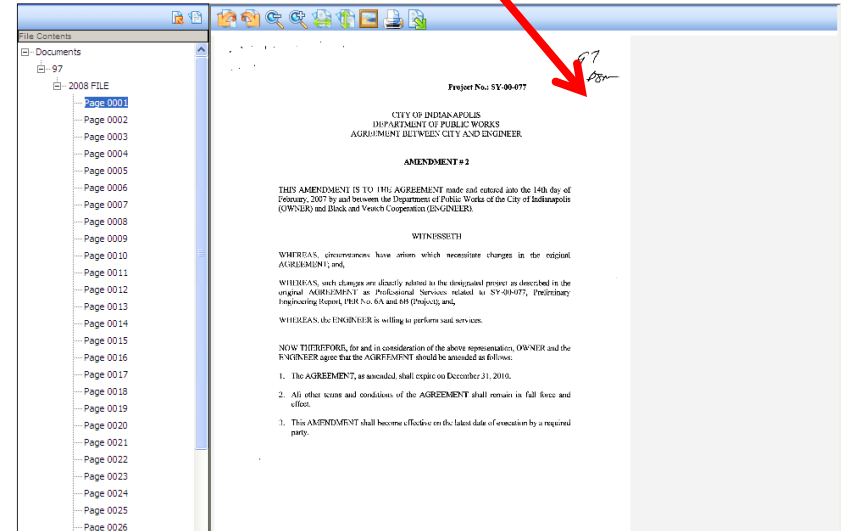 File Contents
Documents
97
2008 FILE
Page 0001
Page 0002
Page 0003
Page 0004
Page 0005
Page 0006
Page 0007
Page 0008
Page 0009
Page 0010
Page 0011
Page 0012
Page 0013
Page 0014
Page 0015
Page 0016
Page 0017
Page 0018
Page 0019
Page 0020
Page 0021
Page 0022
Page 0023
Page 0024
Page 0025
Page 0026
97
Project No.: SY-00-077
CITY OF INDIANAPOLIS
DEPARTMENT OF PUBLIC WORKS
AGREEMENT BETWEEN CITY AND ENGINEER
AMENDMENT # 2
THIS AMENDMENT IS TO THE AGREEMENT made and entered into the 14th day of
February, 2007 by and between the Department of Public Works of the City of Indianapolis
(OWNER) and Black and Veatch Cooperation (ENGINEER).
WITNESSETH
WHEREAS, circumstances have arisen which necessitate changes in the original
AGREEMENT; and,
WHEREAS, such changes are directly related to the designated project as described in the
original AGREEMENT as Professional Services related to SY-00-077, Preliminary
Engineering Report, PER No. 6A and 6B (Project); and,
WHEREAS, the ENGINEER is willing to perform said services.
NOW THEREFORE, for and in consideration of the above representation, OWNER and the
ENGINEER agree that the AGREEMENT should be amended as follows:
1. The AGREEMENT, as amended, shall expire on December 31, 2010.
2. All other terms and conditions of the AGREEMENT shall remain in full force and
effect.
3. This AMENDMENT shall become effective on the latest date of execution by a required
party.